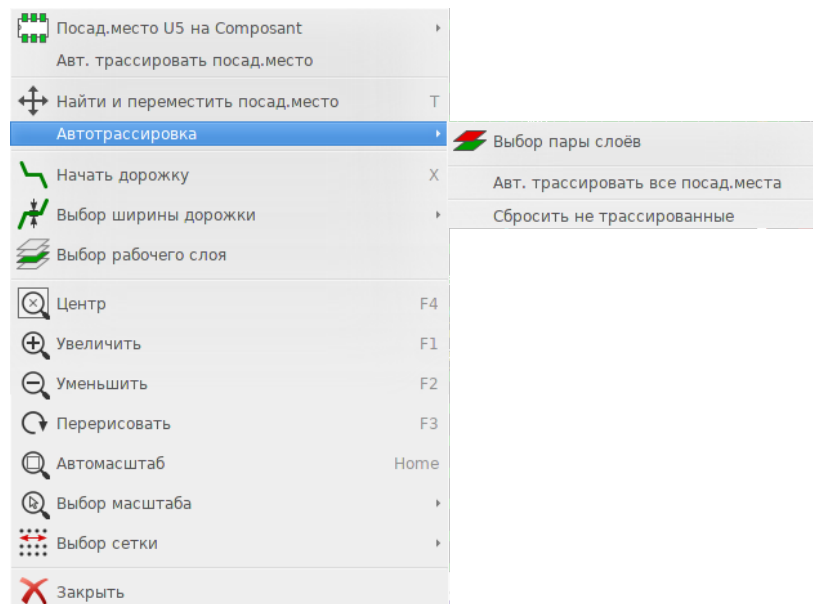 Посад.место U5 на Composant
Авт. трассировать посад.место
Найти и переместить посад.место T
Автотрассировка
Выбор пары слоёв
Авт. трассировать все посад.места
Сбросить не трассированные
Начать дорожку X
Выбор ширины дорожки
Выбор рабочего слоя
Центр F4
Увеличить F1
Уменьшить F2
Перерисовать F3
Автомасштаб Home
Выбор масштаба
Выбор сетки
Закрыть